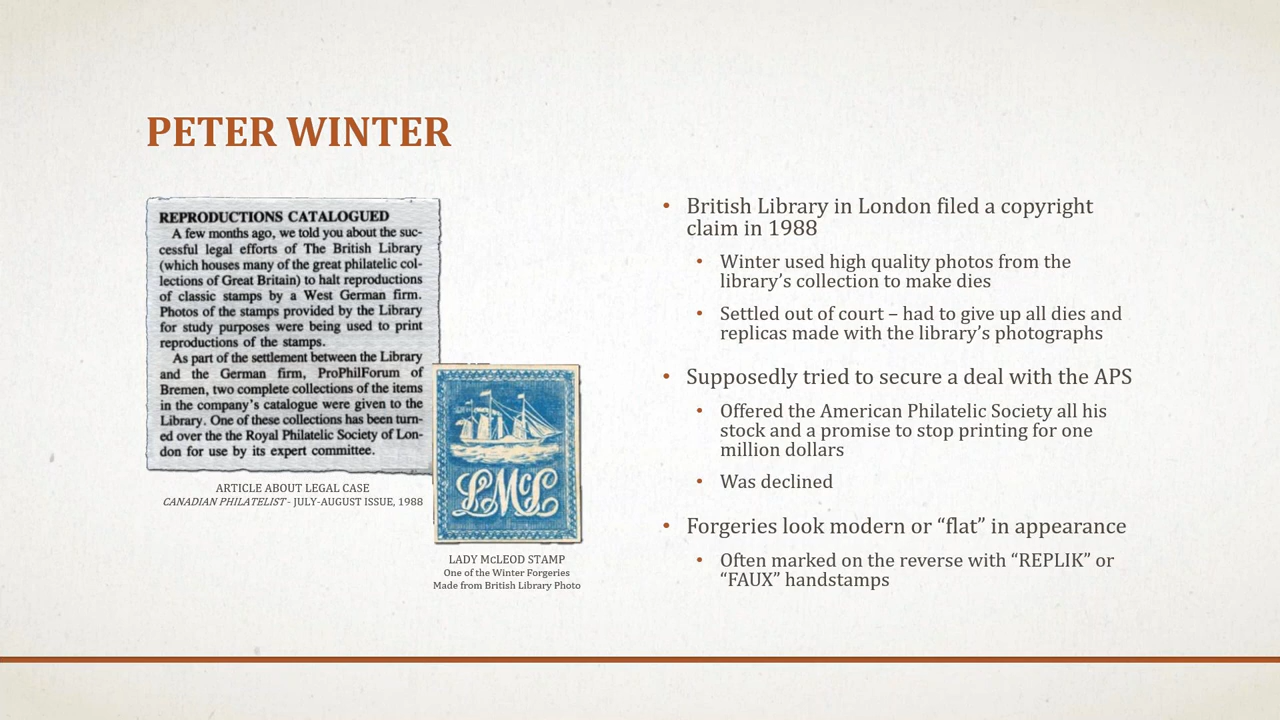 PETER WINTER
REPRODUCTIONS CATALOGUED
A few months ago, we told you about the suc-
cessful legal efforts of The British Library
(which houses many of the great philatelic col-
lections of Great Britain) to halt reproductions
of classic stamps by a West German firm.
Photos of the stamps provided by the Library
for study purposes were being used to print
reproductions of the stamps.
As part of the settlement between the Library
and the German firm, ProPhilForum of
Bremen, two complete collections of the items
in the company's catalogue were given to the
Library. One of these collections has been turn-
ed over the the Royal Philatelic Society of Lon-
don for use by its expert committee.
ARTICLE ABOUT LEGAL CASE
CANADIAN PHILATELIST - JULY-AUGUST ISSUE, 1988
LMcL
LADY McLEOD STAMP
One of the Winter Forgeries
Made from British Library Photo
• British Library in London filed a copyright
claim in 1988
• Winter used high quality photos from the
library's collection to make dies
• Settled out of court – had to give up all dies and
replicas made with the library's photographs
• Supposedly tried to secure a deal with the APS
• Offered the American Philatelic Society all his
stock and a promise to stop printing for one
million dollars
• Was declined
• Forgeries look modern or “flat” in appearance
• Often marked on the reverse with “REPLIK” or
“FAUX” handstamps